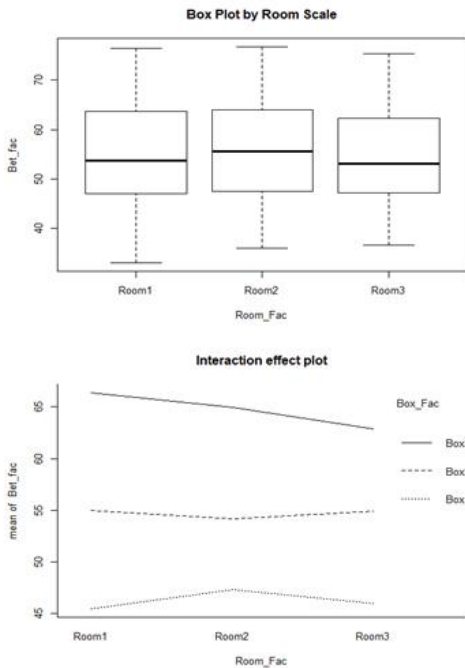 Box Plot by Room Scale
Bet_fac
70
60
50
40
Room1 Room2 Room3
Room_Fac
Interaction effect plot
Box_Fac
Box
Box
Box
mean of Bet_fac
65
60
55
50
45
Room1 Room2 Room3
Room_Fac